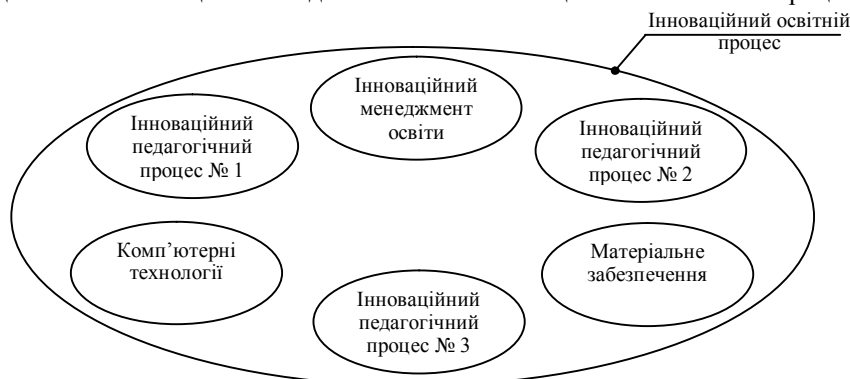 Інноваційний освітній
процес
Інноваційний
менеджмент
освіти
Інноваційний
педагогічний
процес № 1
Інноваційний
педагогічний
процес № 2
Комп’ютерні
технології
Матеріальне
забезпечення
Інноваційний
педагогічний
процес № 3